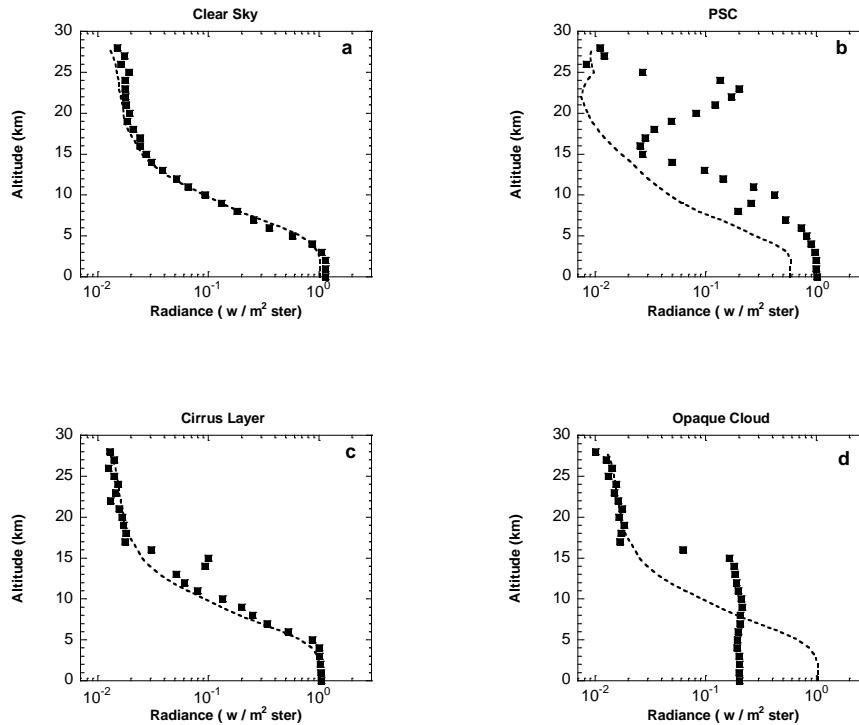 Clear Sky
a
30
25
20
15
10
5
0
Altitude (km)
10-2 10-1 100
Radiance ( w / m2 ster)
PSC
b
30
25
20
15
10
5
0
Altitude (km)
10-2 10-1 100
Radiance ( w / m2 ster)
Cirrus Layer
c
30
25
20
15
10
5
0
Altitude (km)
10-2 10-1 100
Radiance ( w / m2 ster)
Opaque Cloud
d
30
25
20
15
10
5
0
Altitude (km)
10-2 10-1 100
Radiance ( w / m2 ster)